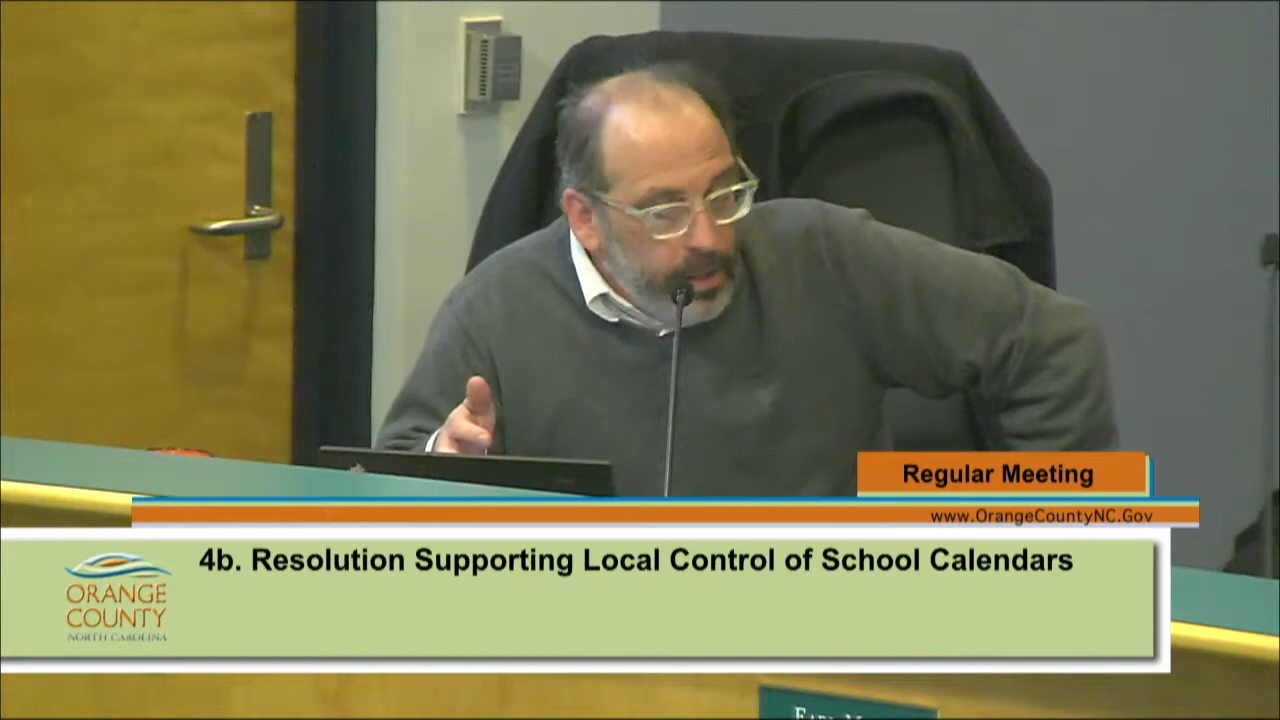 Regular Meeting
www.OrangeCountyNC.Gov
4b. Resolution Supporting Local Control of School Calendars
ORANGE
COUNTY
NORTH CAROLINA